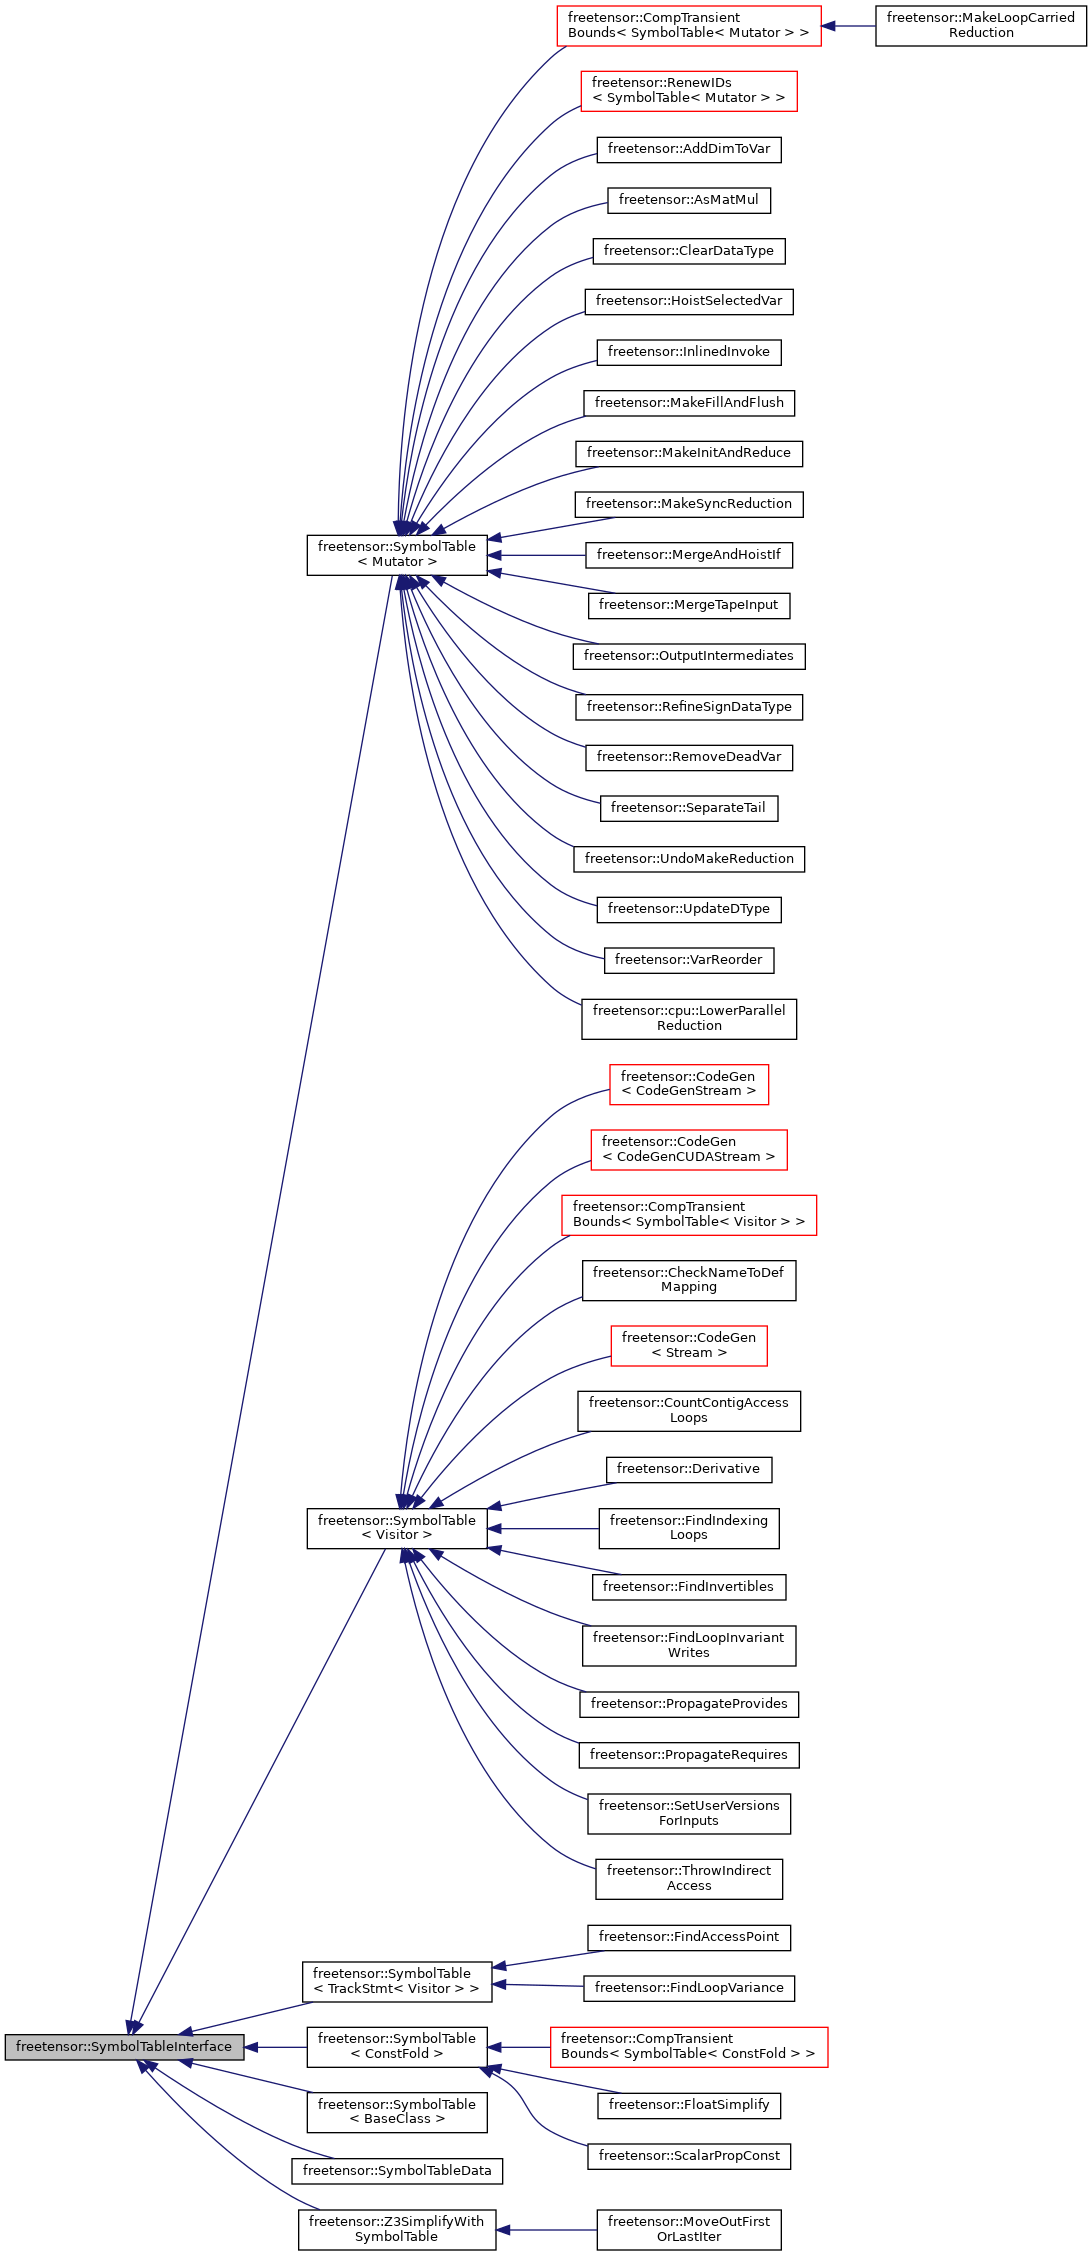 freetensor::CompTransient
Bounds< SymbolTable< Mutator > >
freetensor::MakeLoopCarried
Reduction
freetensor::RenewIDs
< SymbolTable< Mutator > >
freetensor::AddDimToVar
freetensor::AsMatMul
freetensor::ClearDataType
freetensor::HoistSelectedVar
freetensor::InlinedInvoke
freetensor::MakeFillAndFlush
freetensor::MakeInitAndReduce
freetensor::MakeSyncReduction
freetensor::SymbolTable
< Mutator >
freetensor::MergeAndHoistIf
freetensor::MergeTapeInput
freetensor::OutputIntermediates
freetensor::RefineSignDataType
freetensor::RemoveDeadVar
freetensor::SeparateTail
freetensor::UndoMakeReduction
freetensor::UpdateDType
freetensor::VarReorder
freetensor::cpu::LowerParallel
Reduction
freetensor::CodeGen
< CodeGenStream >
freetensor::CodeGen
< CodeGenCUDAStream >
freetensor::CompTransient
Bounds< SymbolTable< Visitor > >
freetensor::CheckNameToDef
Mapping
freetensor::CodeGen
< Stream >
freetensor::CountContigAccess
Loops
freetensor::Derivative
freetensor::SymbolTable
< Visitor >
freetensor::FindIndexing
Loops
freetensor::FindInvertibles
freetensor::FindLoopInvariant
Writes
freetensor::PropagateProvides
freetensor::PropagateRequires
freetensor::SetUserVersions
ForInputs
freetensor::ThrowIndirect
Access
freetensor::FindAccessPoint
freetensor::SymbolTable
< TrackStmt< Visitor > >
freetensor::FindLoopVariance
freetensor::SymbolTableInterface
freetensor::SymbolTable
< ConstFold >
freetensor::CompTransient
Bounds< SymbolTable< ConstFold > >
freetensor::SymbolTable
< BaseClass >
freetensor::FloatSimplify
freetensor::ScalarPropConst
freetensor::SymbolTableData
freetensor::Z3SimplifyWith
SymbolTable
freetensor::MoveOutFirst
OrLastIter